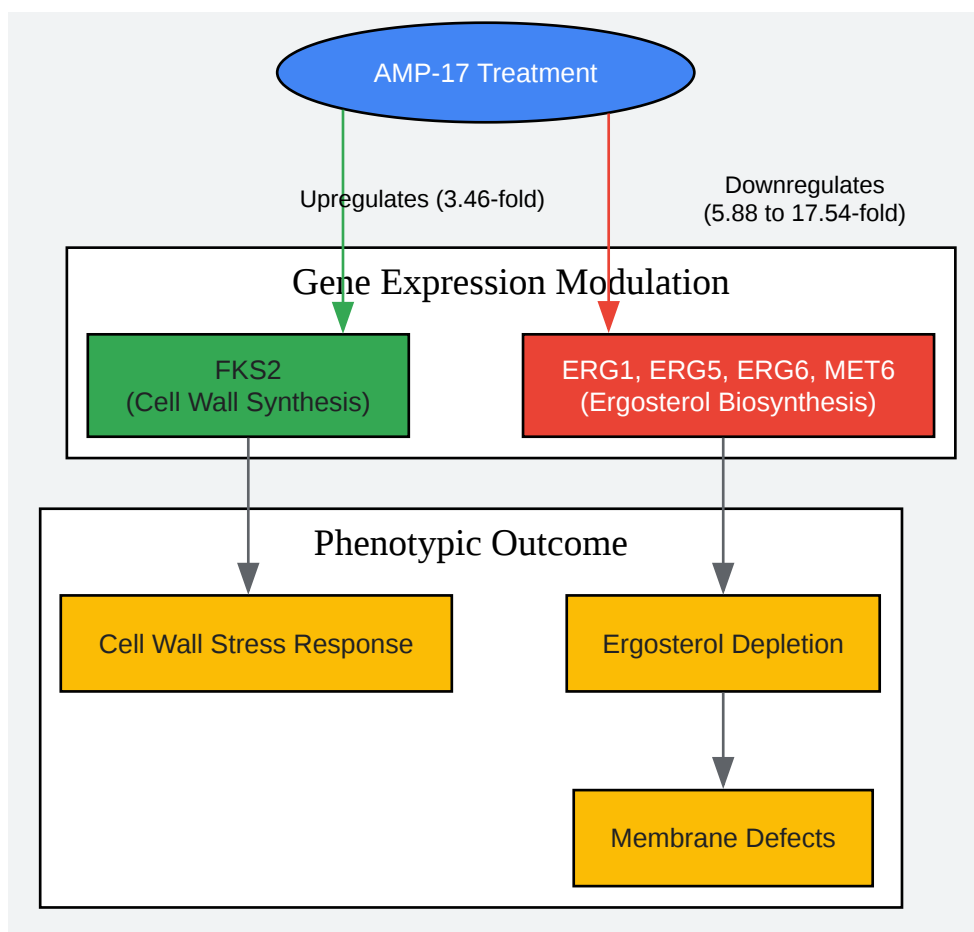 AMP-17 Treatment
Upregulates (3.46-fold)
Downregulates
(5.88 to 17.54-fold)
Gene Expression Modulation
FKS2
(Cell Wall Synthesis)
ERG1, ERG5, ERG6, MET6
(Ergosterol Biosynthesis)
Phenotypic Outcome
Cell Wall Stress Response
Ergosterol Depletion
Membrane Defects